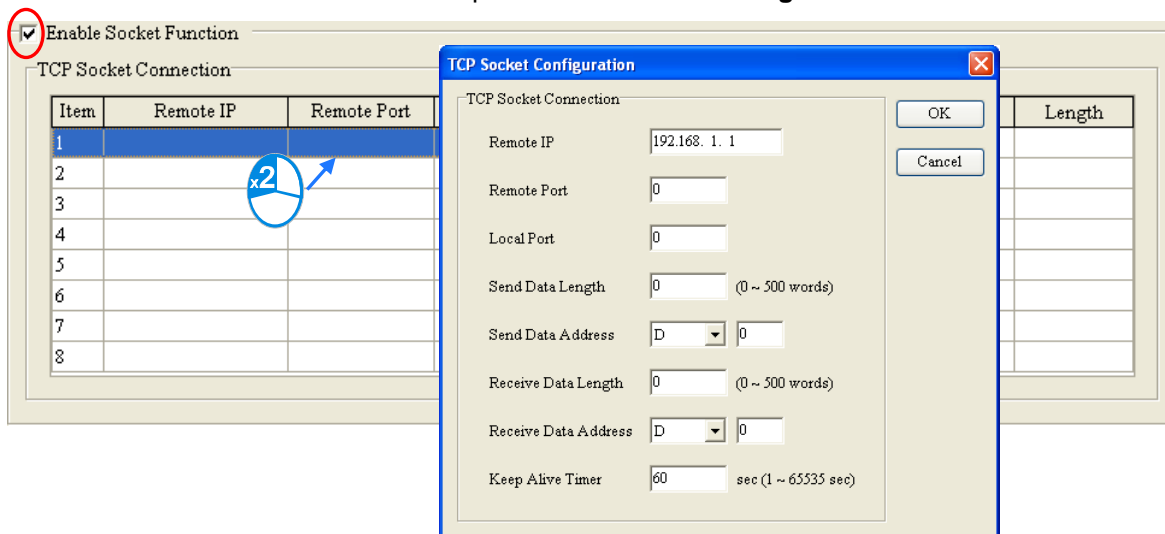 Enable Socket Function
TCP Socket Connection
Item Remote IP Remote Port Length
1
2
3
4
5
6
7
8
x2
TCP Socket Configuration
TCP Socket Connection
Remote IP 192.168. 1. 1
Remote Port 0
Local Port 0
Send Data Length 0 (0 ~ 500 words)
Send Data Address D 0
Receive Data Length 0 (0 ~ 500 words)
Receive Data Address D 0
Keep Alive Timer 60 sec (1 ~ 65535 sec)
OK
Cancel